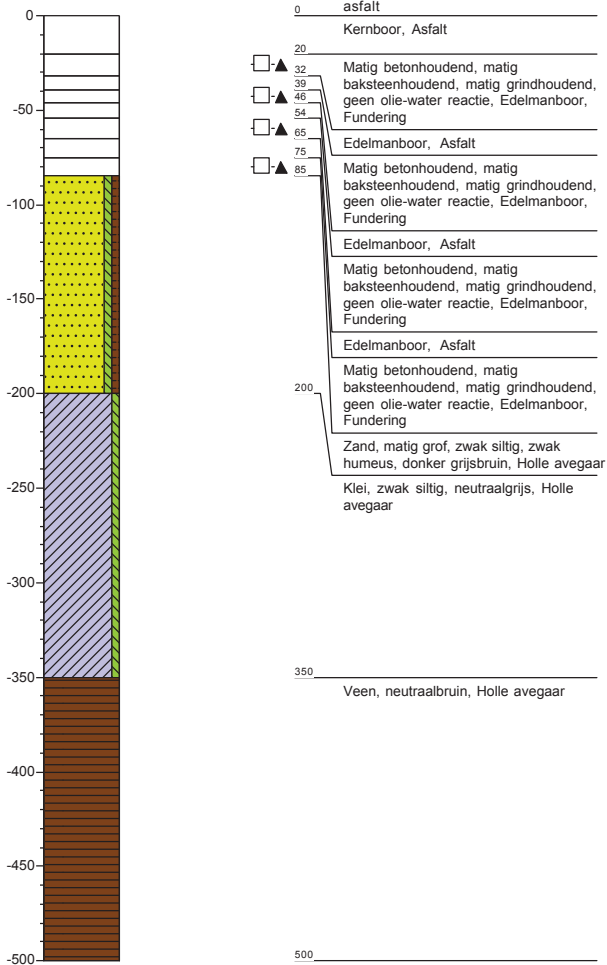 0
-50
-100
-150
-200
-250
-300
-350
-400
-450
-500
0
asfalt
Kernboor, Asfalt
20
Matig betonhoudend, matig
baksteenhoudend, matig grindhoudend,
geen olie-water reactie, Edelmanboor,
Fundering
32
Edelmanboor, Asfalt
39
Matig betonhoudend, matig
baksteenhoudend, matig grindhoudend,
geen olie-water reactie, Edelmanboor,
Fundering
46
Edelmanboor, Asfalt
54
Matig betonhoudend, matig
baksteenhoudend, matig grindhoudend,
geen olie-water reactie, Edelmanboor,
Fundering
65
Edelmanboor, Asfalt
75
Matig betonhoudend, matig
baksteenhoudend, matig grindhoudend,
geen olie-water reactie, Edelmanboor,
Fundering
85
Zand, matig grof, zwak siltig, zwak
humeus, donker grijsbruin, Holle avegaar
200
Klei, zwak siltig, neutraalgrijs, Holle
avegaar
350
Veen, neutraalbruin, Holle avegaar
500